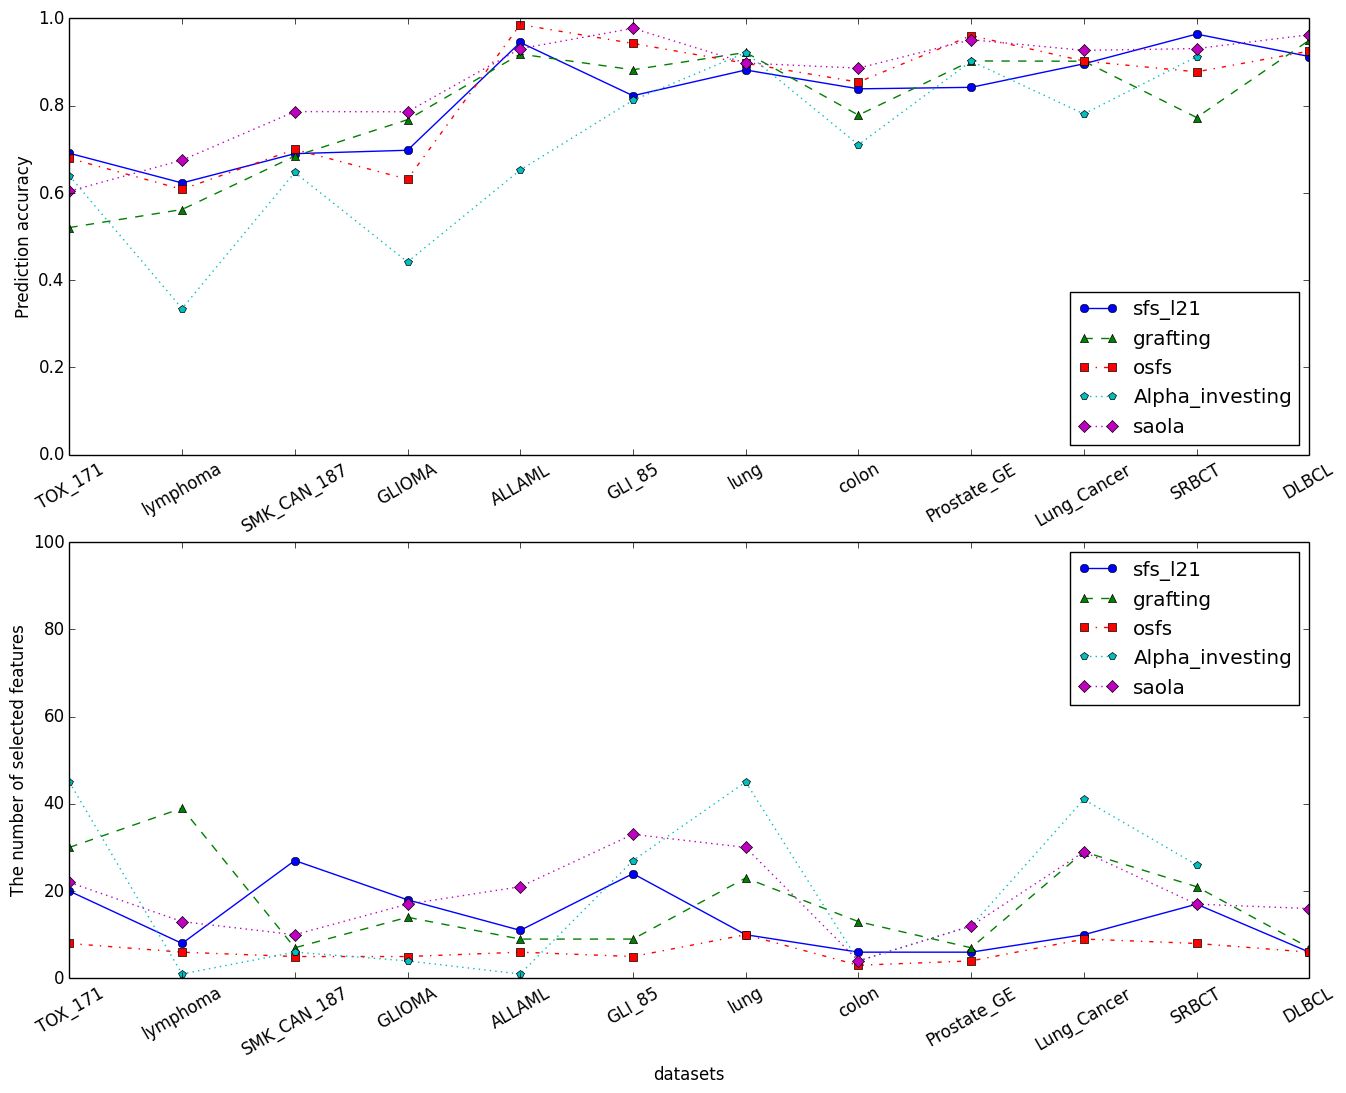 1.0
0.8
0.6
0.4
0.2
0.0
Prediction accuracy
sfs_l21
grafting
osfs
Alpha_investing
saola
TOX_171 lymphoma SMK_CAN_187 GLIOMA ALLAML GLI_85 lung colon Prostate_GE Lung_Cancer SRBCT DLBCL
100
80
60
40
20
0
The number of selected features
sfs_l21
grafting
osfs
Alpha_investing
saola
TOX_171 lymphoma SMK_CAN_187 GLIOMA ALLAML GLI_85 lung colon Prostate_GE Lung_Cancer SRBCT DLBCL
datasets